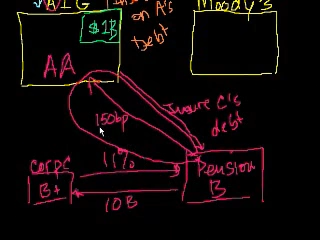 AIG
on A's
debt
Moody's
$1B
AA
Insure C's
debt
150bp
Corp C
B+
11%
10B
Pension
B